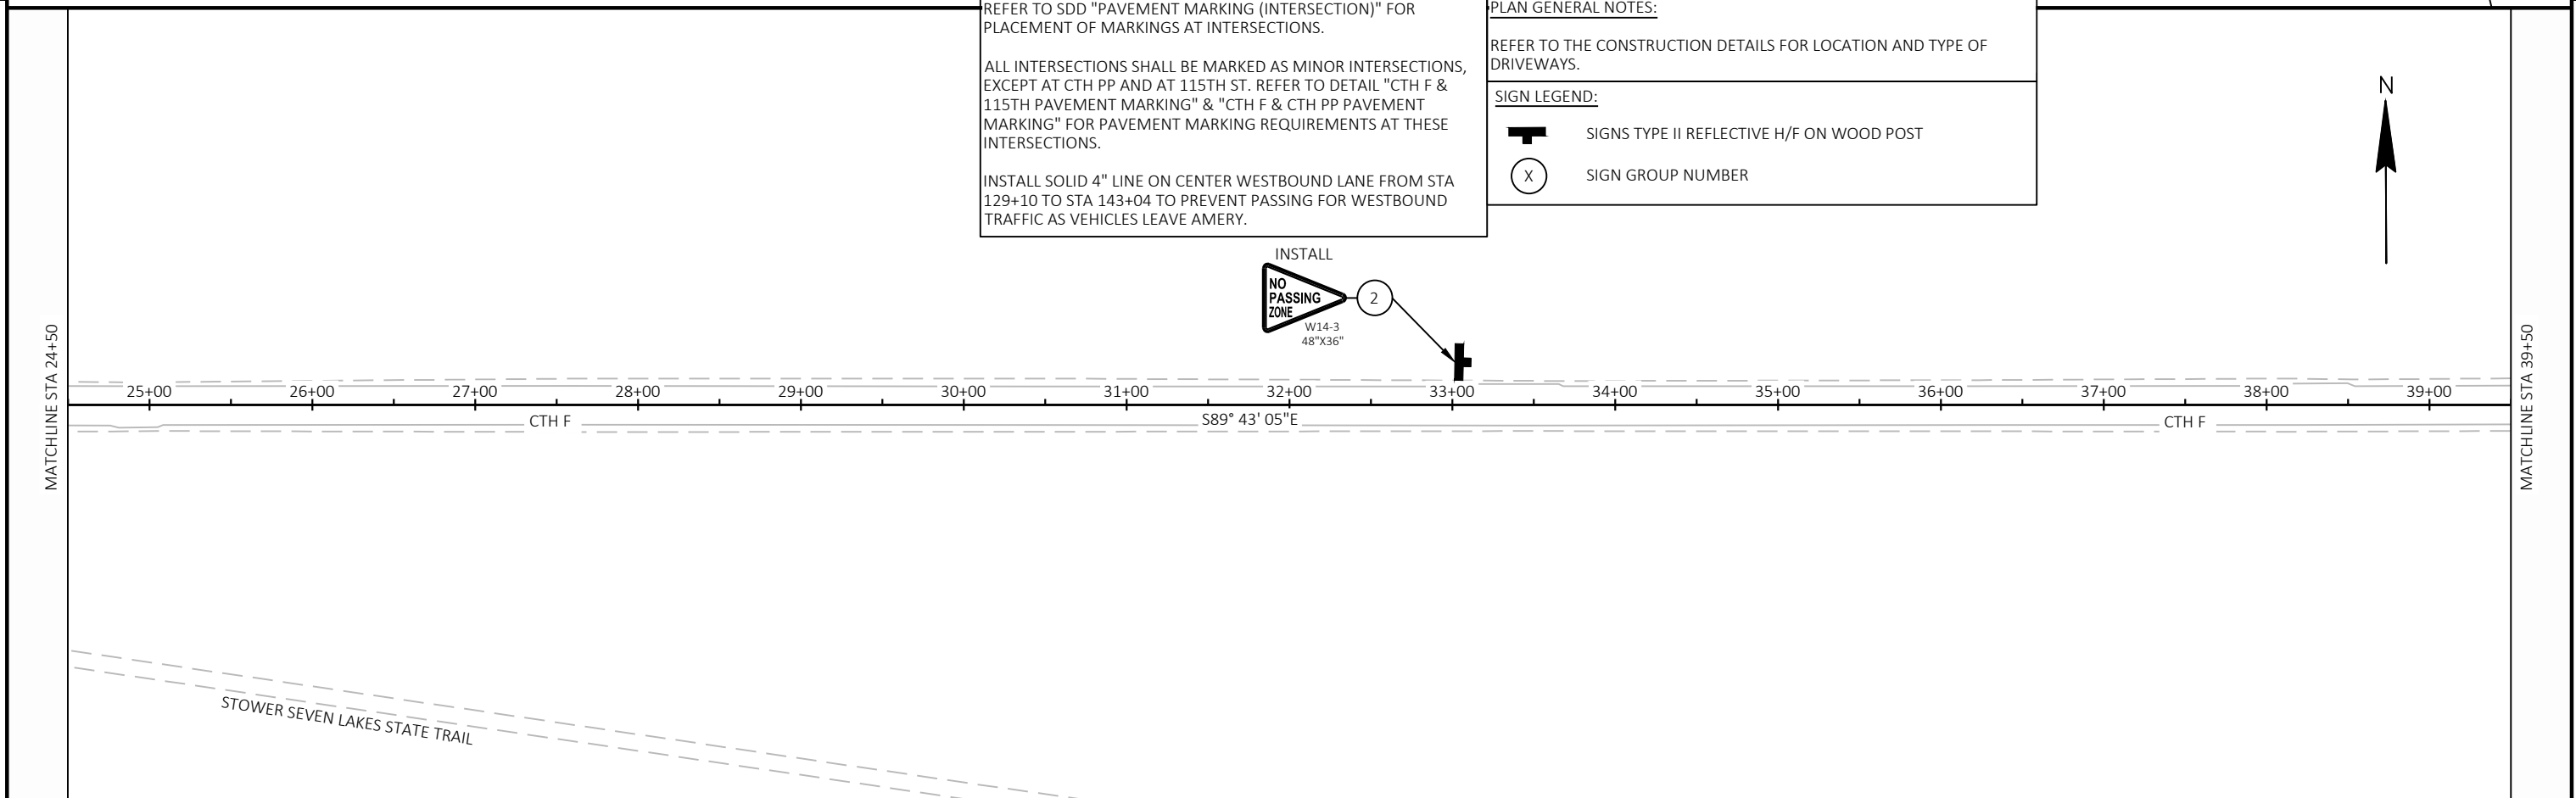 REFER TO SDD "PAVEMENT MARKING (INTERSECTION)" FOR
PLACEMENT OF MARKINGS AT INTERSECTIONS.
ALL INTERSECTIONS SHALL BE MARKED AS MINOR INTERSECTIONS,
EXCEPT AT CTH PP AND AT 115TH ST. REFER TO DETAIL "CTH F &
115TH PAVEMENT MARKING" & "CTH F & CTH PP PAVEMENT
MARKING" FOR PAVEMENT MARKING REQUIREMENTS AT THESE
INTERSECTIONS.
INSTALL SOLID 4" LINE ON CENTER WESTBOUND LANE FROM STA
129+10 TO STA 143+04 TO PREVENT PASSING FOR WESTBOUND
TRAFFIC AS VEHICLES LEAVE AMERY.
PLAN GENERAL NOTES:
REFER TO THE CONSTRUCTION DETAILS FOR LOCATION AND TYPE OF
DRIVEWAYS.
SIGN LEGEND:
SIGNS TYPE II REFLECTIVE H/F ON WOOD POST
X SIGN GROUP NUMBER
N
INSTALL
NO
PASSING
ZONE
2
W14-3
48"X36"
MATCHLINE STA 24+50
25+00 26+00 27+00 28+00 29+00 30+00 31+00 32+00 33+00 34+00 35+00 36+00 37+00 38+00 39+00
CTH F S89° 43' 05"E CTH F
MATCHLINE STA 39+50
STOWER SEVEN LAKES STATE TRAIL